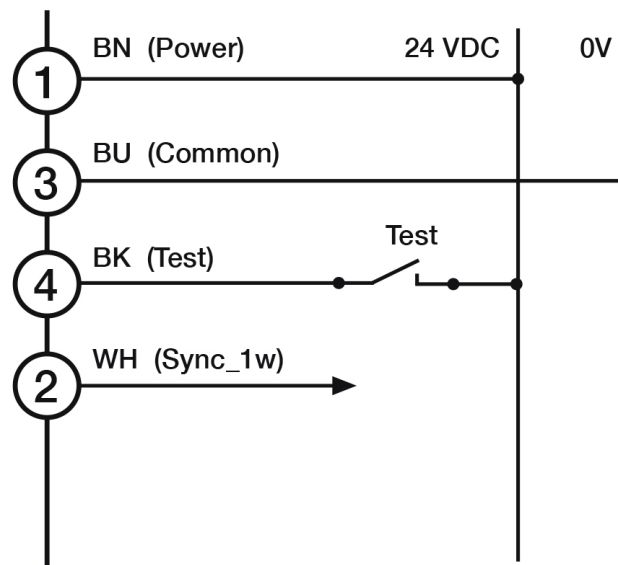 BN (Power) 24 VDC 0V
1
BU (Common)
3
Test
BK (Test)
4
WH (Sync_1w)
2